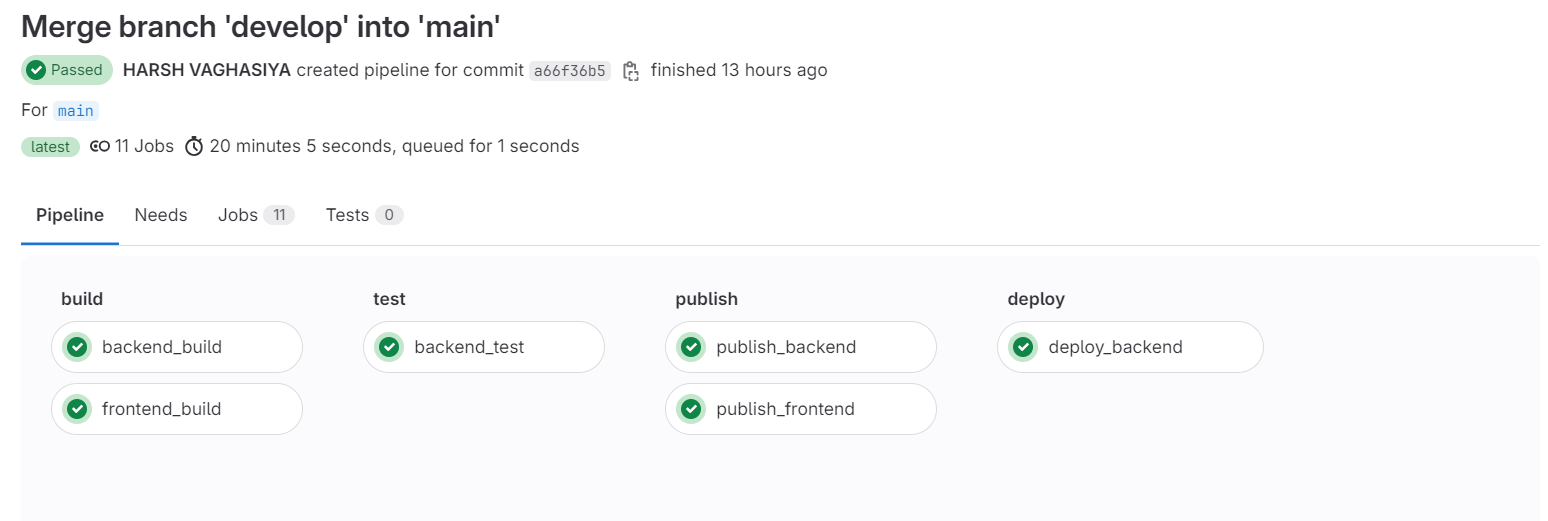 Merge branch 'develop' into 'main'
Passed HARSH VAGHASIYA created pipeline for commit a66f36b5 finished 13 hours ago
For main
latest 11 Jobs 20 minutes 5 seconds, queued for 1 seconds
Pipeline Needs Jobs 11 Tests 0
build test publish deploy
backend_build backend_test publish_backend deploy_backend
frontend_build publish_frontend